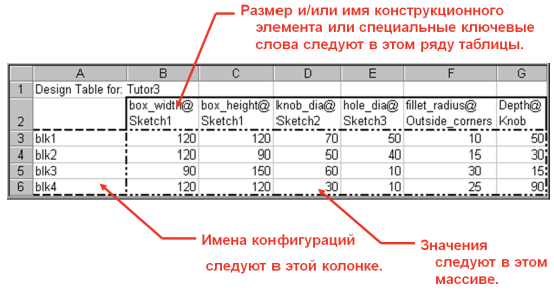 Размер и/или имя конструкционного
элемента или специальные ключевые
слова следуют в этом ряду таблицы.
A B C D E F G
1 Design Table for: Tutor3
2 box_width@ Sketch1 box_height@ Sketch1 knob_dia@ Sketch2 hole_dia@ Sketch3 fillet_radius@ Outside_corners Depth@ Knob
3 blk1 120 120 70 50 10 50
4 blk2 120 90 50 40 15 30
5 blk3 90 150 60 10 30 15
6 blk4 120 120 30 10 25 90
Имена конфигураций
следуют в этой колонке.
Значения
следуют в этом
массиве.